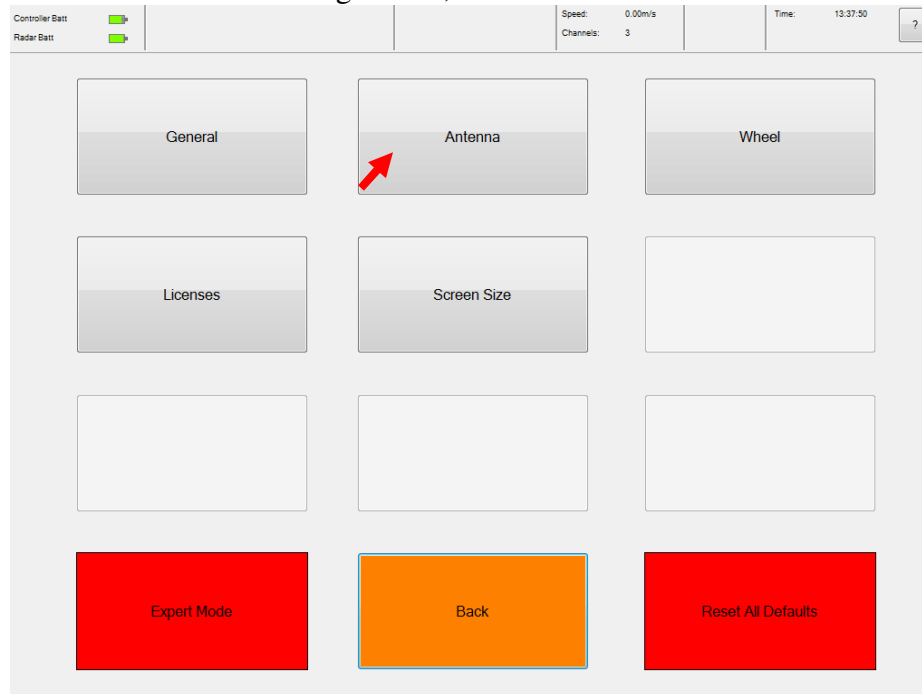 Controller Batt
Radar Batt
Speed: 0.00m/s
Channels: 3
Time: 13:37:50
?
General
Antenna
Wheel
Licenses
Screen Size
Expert Mode
Back
Reset All Defaults